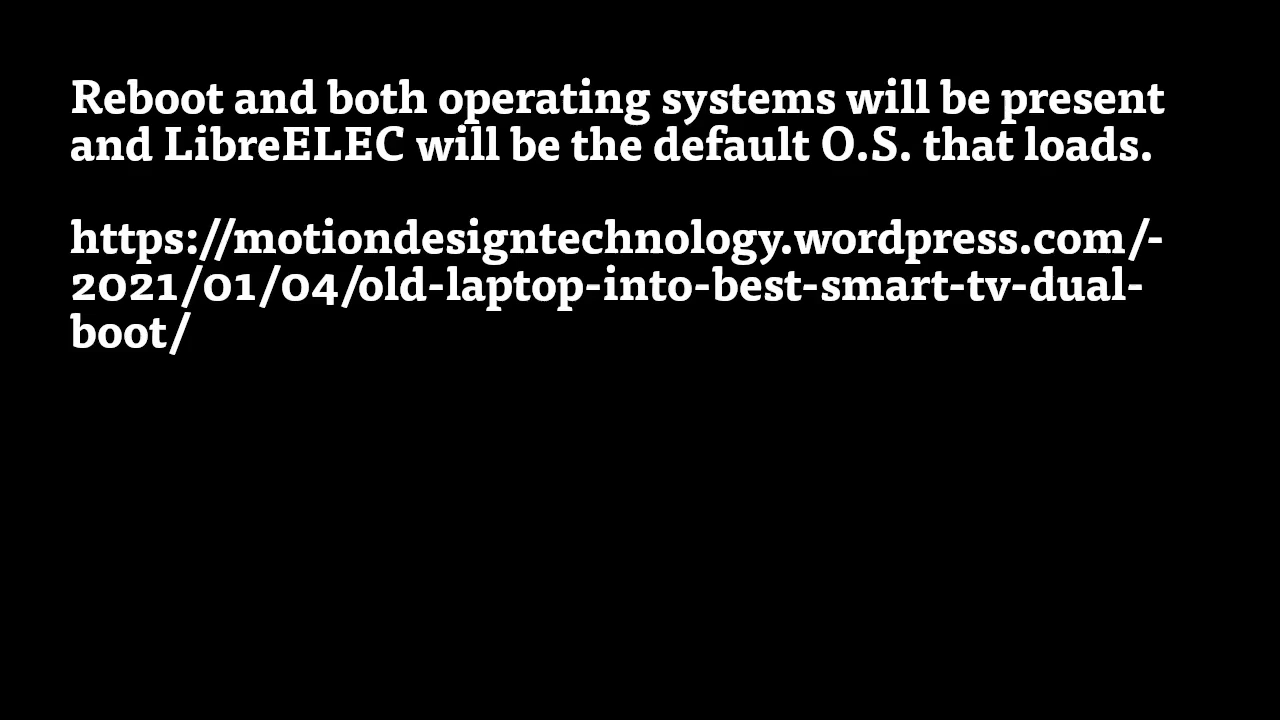 Reboot and both operating systems will be present
and LibreELEC will be the default O.S. that loads.
https://motiondesigntechnology.wordpress.com/-
2021/01/04/old-laptop-into-best-smart-tv-dual-
boot/